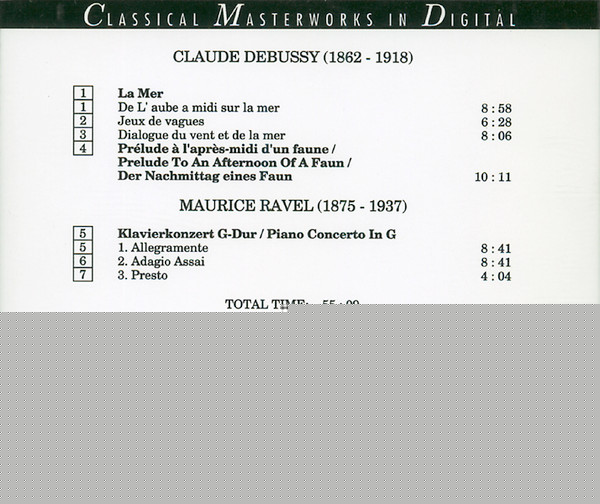 CLASSICAL MASTERWORKS IN DIGITAL
CLAUDE DEBUSSY (1862 - 1918)
1 La Mer
1 De L' aube a midi sur la mer 8 : 58
2 Jeux de vagues 6 : 28
3 Dialogue du vent et de la mer 8 : 06
4 Prélude à l'après-midi d'un faune /
Prelude To An Afternoon Of A Faun /
Der Nachmittag eines Faun 10 : 11
MAURICE RAVEL (1875 - 1937)
5 Klavierkonzert G-Dur / Piano Concerto In G
5 1. Allegramente 8 : 41
6 2. Adagio Assai 8 : 41
7 3. Presto 4 : 04
TOTAL TIME: